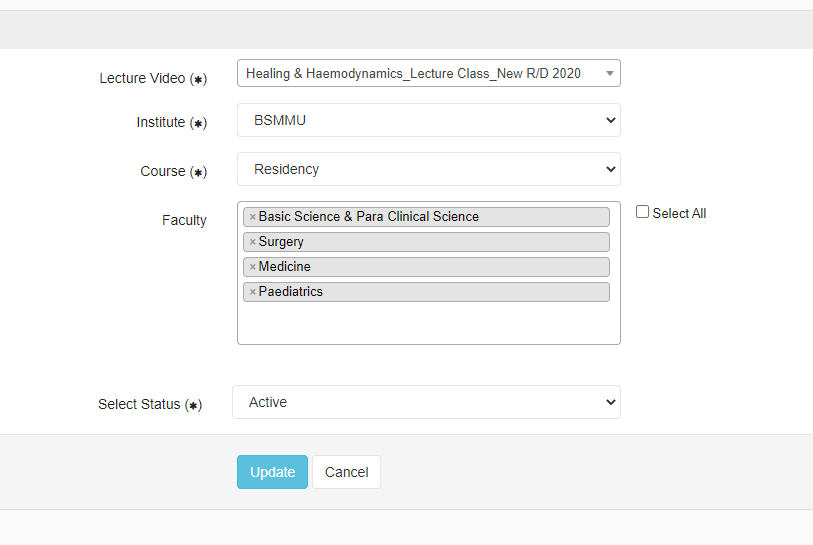 Lecture Video (✱) Healing & Haemodynamics_Lecture Class_New R/D 2020
Institute (✱) BSMMU
Course (✱) Residency
Faculty
×Basic Science & Para Clinical Science
×Surgery
×Medicine
×Paediatrics
Select All
Select Status (✱) Active
Update Cancel